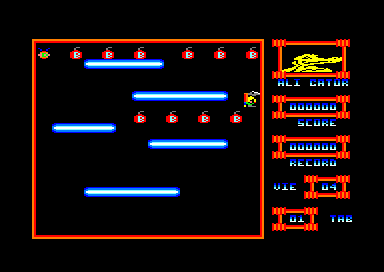 ALI GATOR
000000
SCORE
000000
RECORD
VIE 04
01 TAB